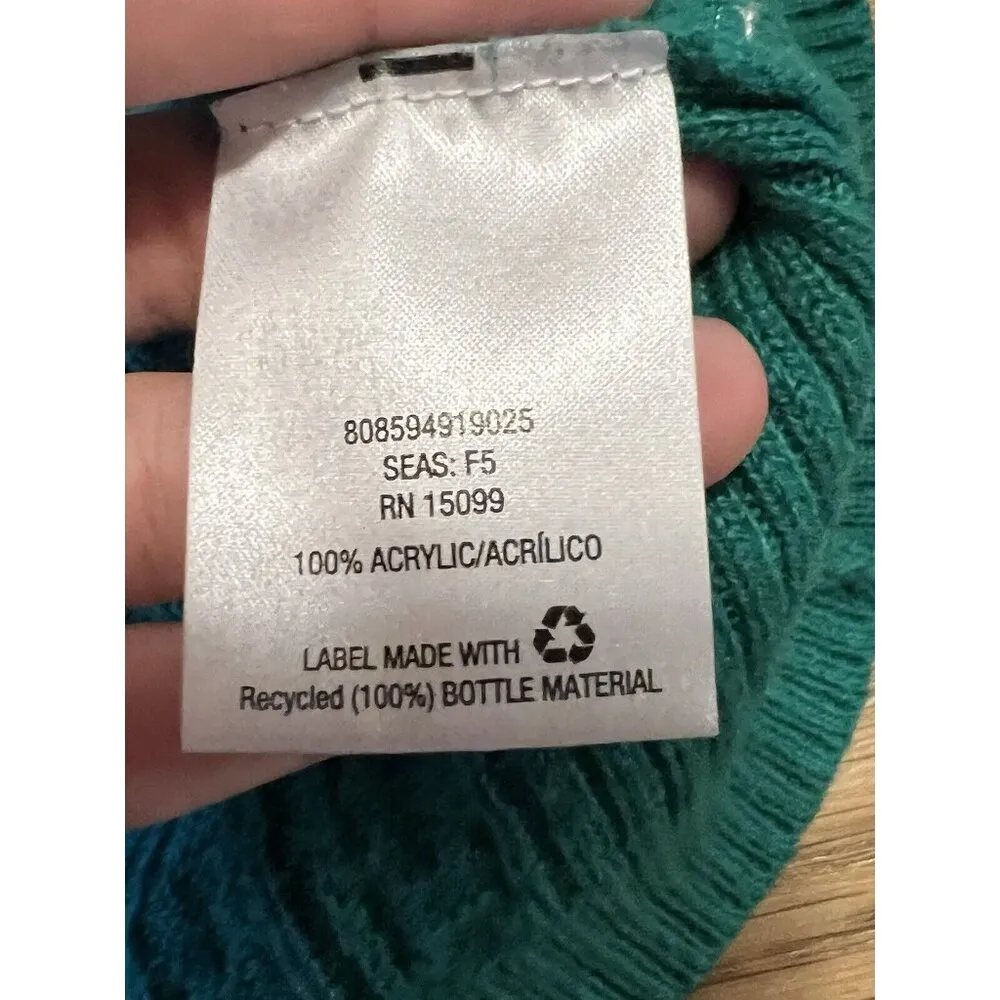 808594919025
SEAS: F5
RN 15099
100% ACRYLIC/ACRÍLICO
LABEL MADE WITH
Recycled (100%) BOTTLE MATERIAL